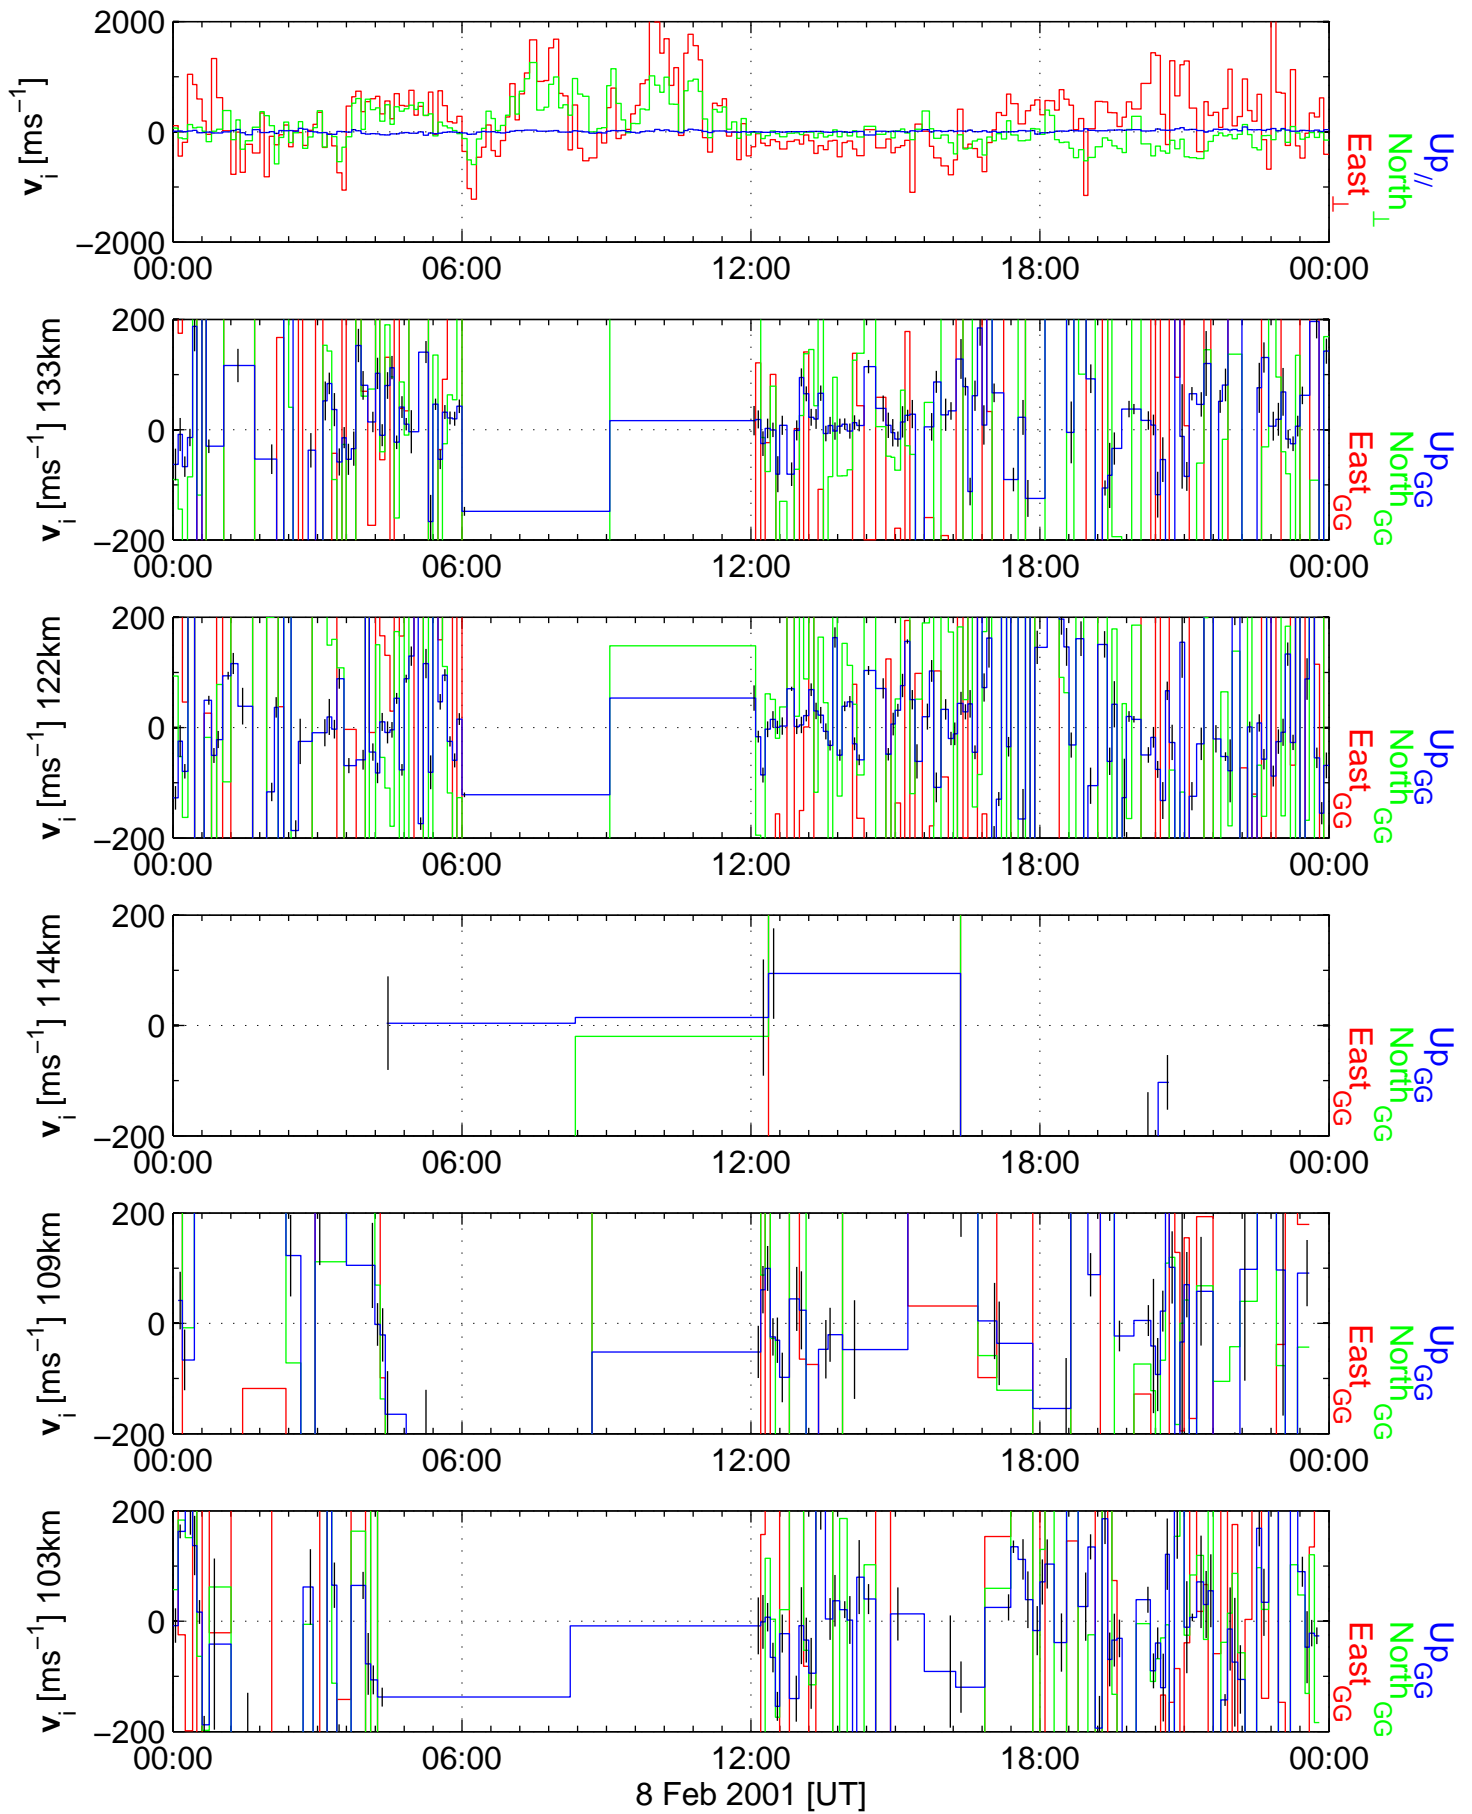 2000
0
−2000
v_i [ms^−1]
00:00 06:00 12:00 18:00 00:00
Up_//
North_⊥
East_⊥
200
0
−200
v_i [ms^−1] 133km
00:00 06:00 12:00 18:00 00:00
Up_GG
North_GG
East_GG
200
0
−200
v_i [ms^−1] 122km
00:00 06:00 12:00 18:00 00:00
Up_GG
North_GG
East_GG
200
0
−200
v_i [ms^−1] 114km
00:00 06:00 12:00 18:00 00:00
Up_GG
North_GG
East_GG
200
0
−200
v_i [ms^−1] 109km
00:00 06:00 12:00 18:00 00:00
Up_GG
North_GG
East_GG
200
0
−200
v_i [ms^−1] 103km
00:00 06:00 12:00 18:00 00:00
Up_GG
North_GG
East_GG
8 Feb 2001 [UT]